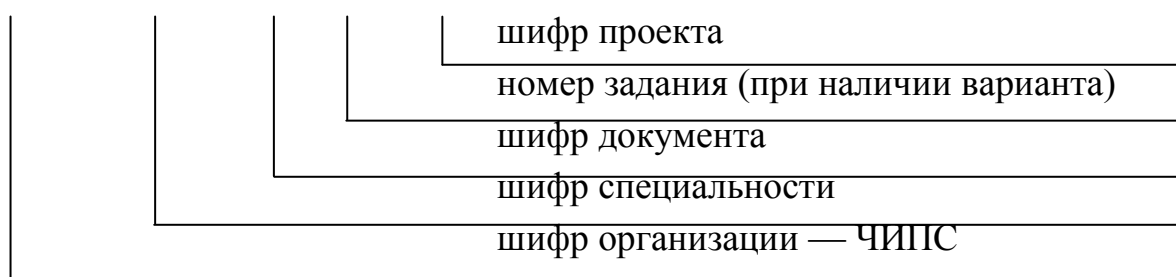 шифр проекта
номер задания (при наличии варианта)
шифр документа
шифр специальности
шифр организации — ЧИПС